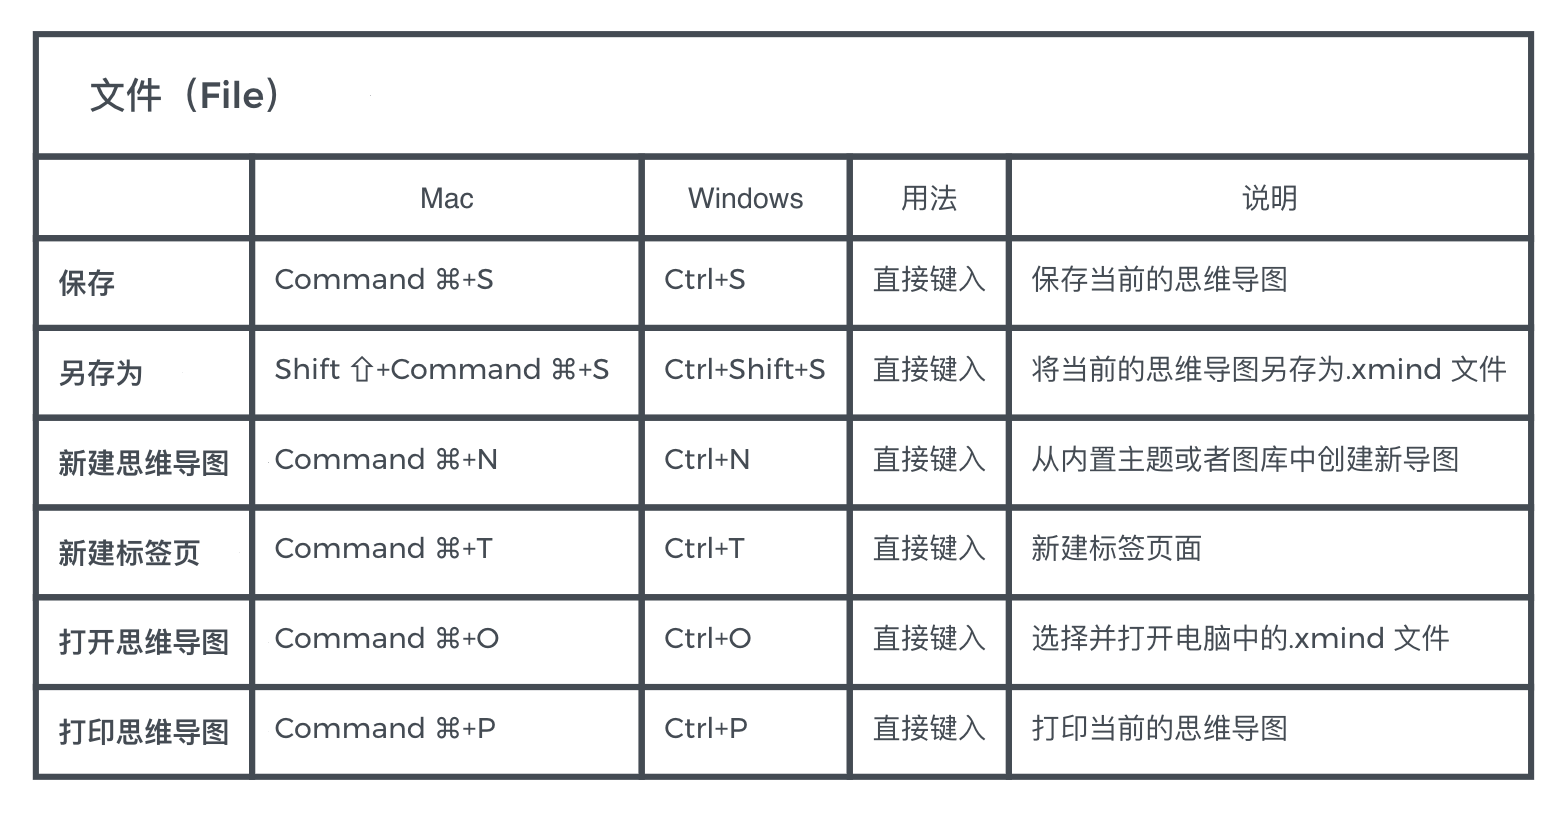 文件（File）
Mac Windows 用法 说明
保存 Command ⌘+S Ctrl+S 直接键入 保存当前的思维导图
另存为 Shift ⇧+Command ⌘+S Ctrl+Shift+S 直接键入 将当前的思维导图另存为.xmind 文件
新建思维导图 Command ⌘+N Ctrl+N 直接键入 从内置主题或者图库中创建新导图
新建标签页 Command ⌘+T Ctrl+T 直接键入 新建标签页面
打开思维导图 Command ⌘+O Ctrl+O 直接键入 选择并打开电脑中的.xmind 文件
打印思维导图 Command ⌘+P Ctrl+P 直接键入 打印当前的思维导图